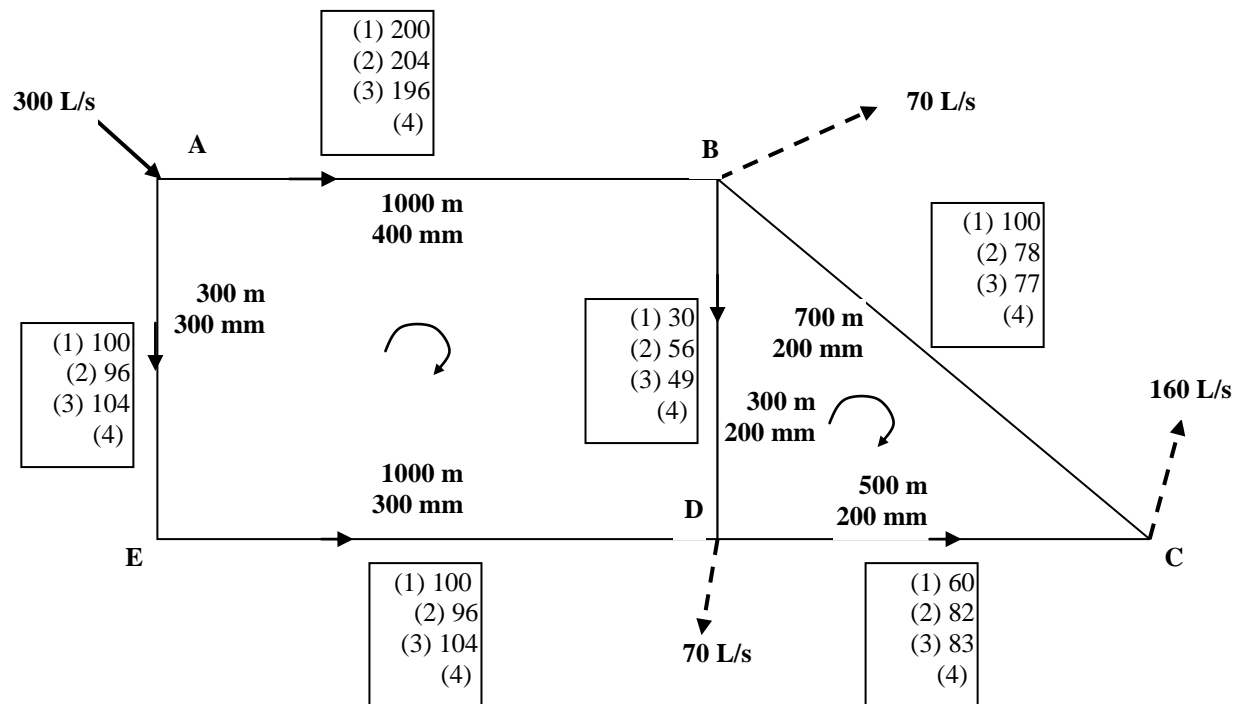 (1) 200
(2) 204
(3) 196
(4)
300 L/s
70 L/s
A
B
1000 m
400 mm
(1) 100
(2) 78
(3) 77
(4)
300 m
300 mm
(1) 100
(2) 96
(3) 104
(4)
(1) 30
(2) 56
(3) 49
(4)
700 m
200 mm
300 m
200 mm
160 L/s
1000 m
300 mm
500 m
200 mm
D
E
C
(1) 100
(2) 96
(3) 104
(4)
70 L/s
(1) 60
(2) 82
(3) 83
(4)